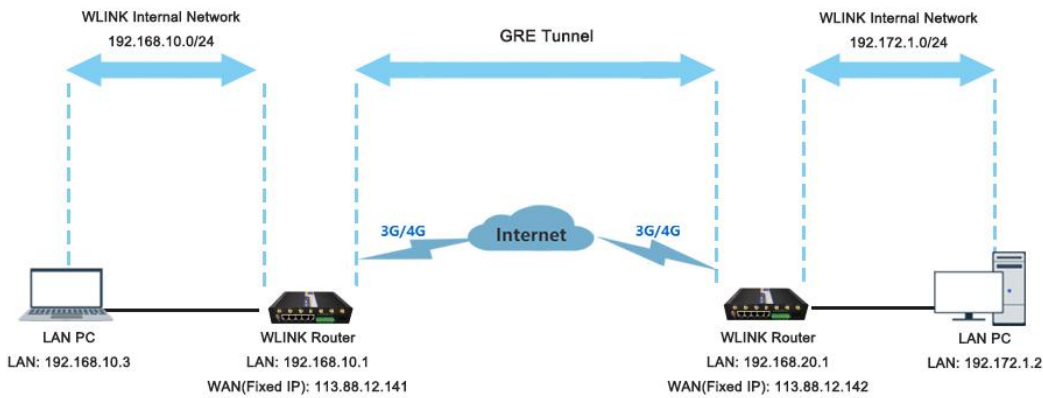 WLINK Internal Network
192.168.10.0/24
GRE Tunnel
WLINK Internal Network
192.172.1.0/24
3G/4G
Internet
3G/4G
LAN PC
LAN: 192.168.10.3
WLINK Router
LAN: 192.168.10.1
WAN(Fixed IP): 113.88.12.141
WLINK Router
LAN: 192.168.20.1
WAN(Fixed IP): 113.88.12.142
LAN PC
LAN: 192.172.1.2